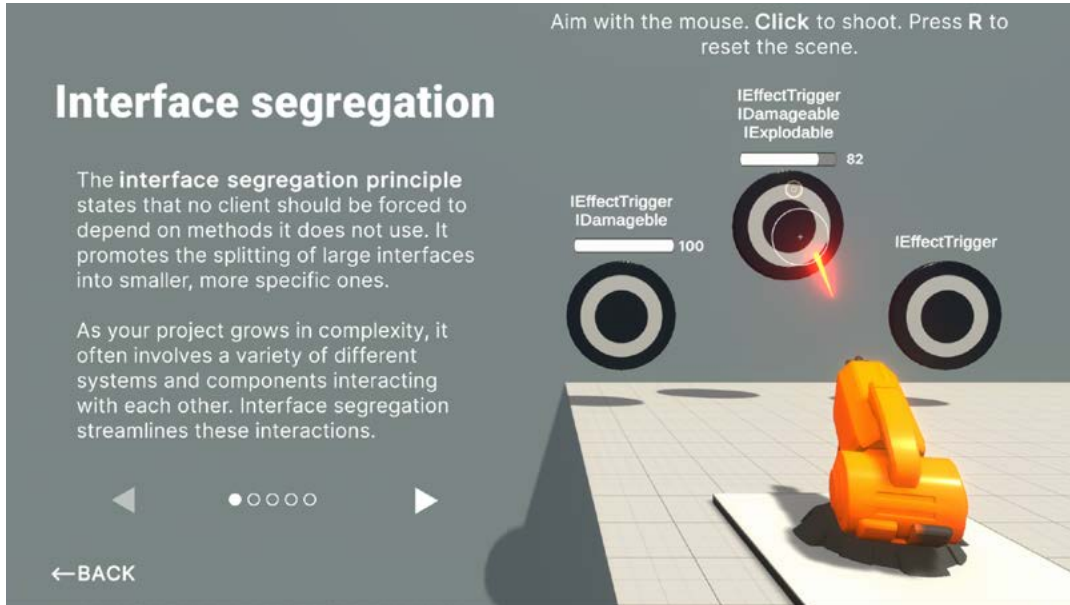 Aim with the mouse. Click to shoot. Press R to
reset the scene.
Interface segregation
The interface segregation principle
states that no client should be forced to
depend on methods it does not use. It
promotes the splitting of large interfaces
into smaller, more specific ones.
As your project grows in complexity, it
often involves a variety of different
systems and components interacting
with each other. Interface segregation
streamlines these interactions.
←BACK
IEffectTrigger
IDamageble
100
IEffectTrigger
IDamageable
IExplodable
82
IEffectTrigger